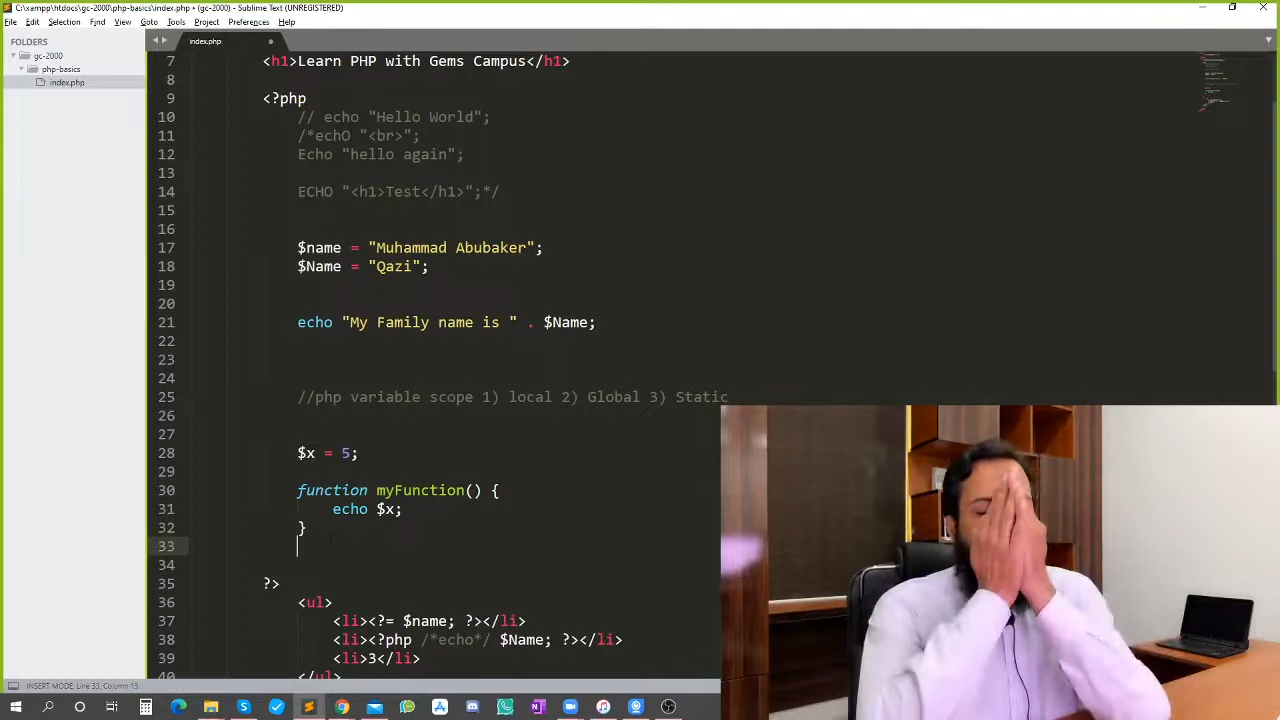 C:\xampp\htdocs\gc-2000\php-basics\index.php • (gc-2000) - Sublime Text (UNREGISTERED)
File Edit Selection Find View Goto Tools Project Preferences Help
FOLDERS
gc-2000
php-basics
index.php
index.php
7 <h1>Learn PHP with Gems Campus</h1>
8
9 <?php
10 // echo "Hello World";
11 /*echO "<br>";
12 Echo "hello again";
13
14 ECHO "<h1>Test</h1>";*/
15
16
17 $name = "Muhammad Abubaker";
18 $Name = "Qazi";
19
20
21 echo "My Family name is " . $Name;
22
23
24
25 //php variable scope 1) local 2) Global 3) Static
26
27
28 $x = 5;
29
30 function myFunction() {
31 echo $x;
32 }
33
34
35 ?>
36 <ul>
37 <li><?= $name; ?></li>
38 <li><?php /*echo*/ $Name; ?></li>
39 <li>3</li>
40 </ul>
INSERT MODE, Line 33, Column 13